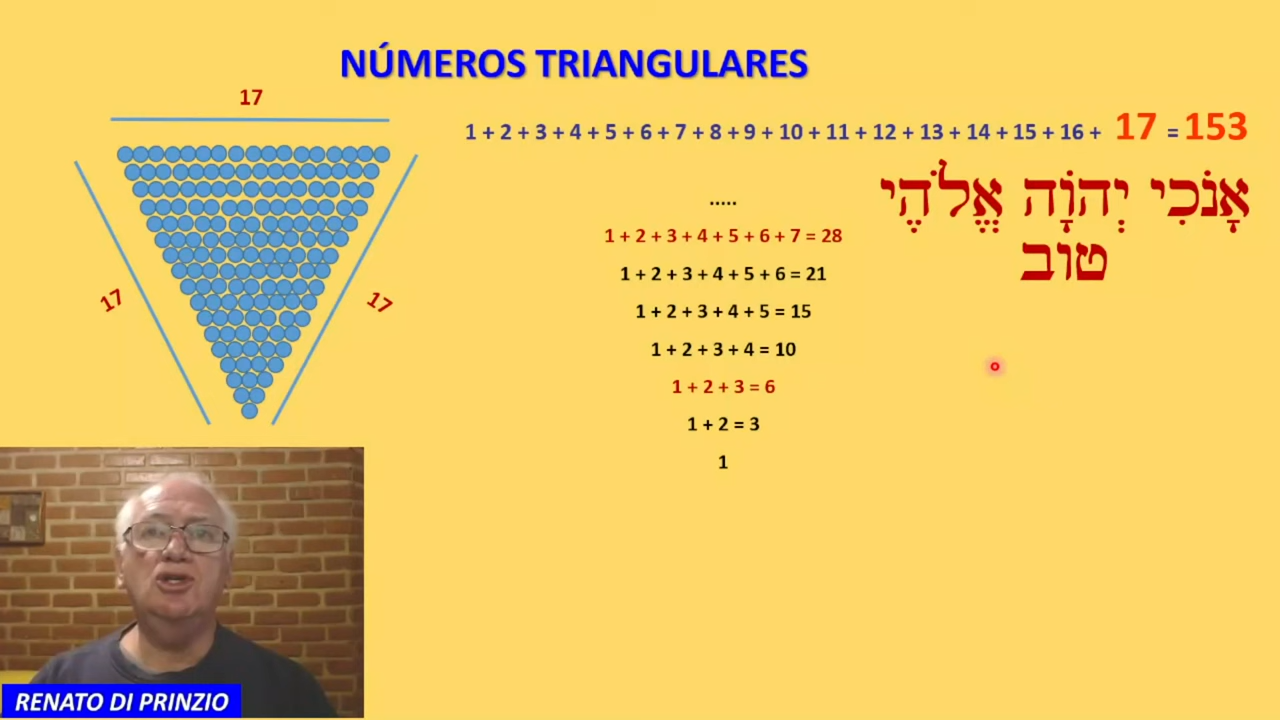 NÚMEROS TRIANGULARES
17
1 + 2 + 3 + 4 + 5 + 6 + 7 + 8 + 9 + 10 + 11 + 12 + 13 + 14 + 15 + 16 + 17 = 153
אָנֹכִי יְהוָֹה אֱלֹהֶי
טוב
.....
1 + 2 + 3 + 4 + 5 + 6 + 7 = 28
1 + 2 + 3 + 4 + 5 + 6 = 21
1 + 2 + 3 + 4 + 5 = 15
1 + 2 + 3 + 4 = 10
1 + 2 + 3 = 6
1 + 2 = 3
1
17
17
RENATO DI PRINZIO